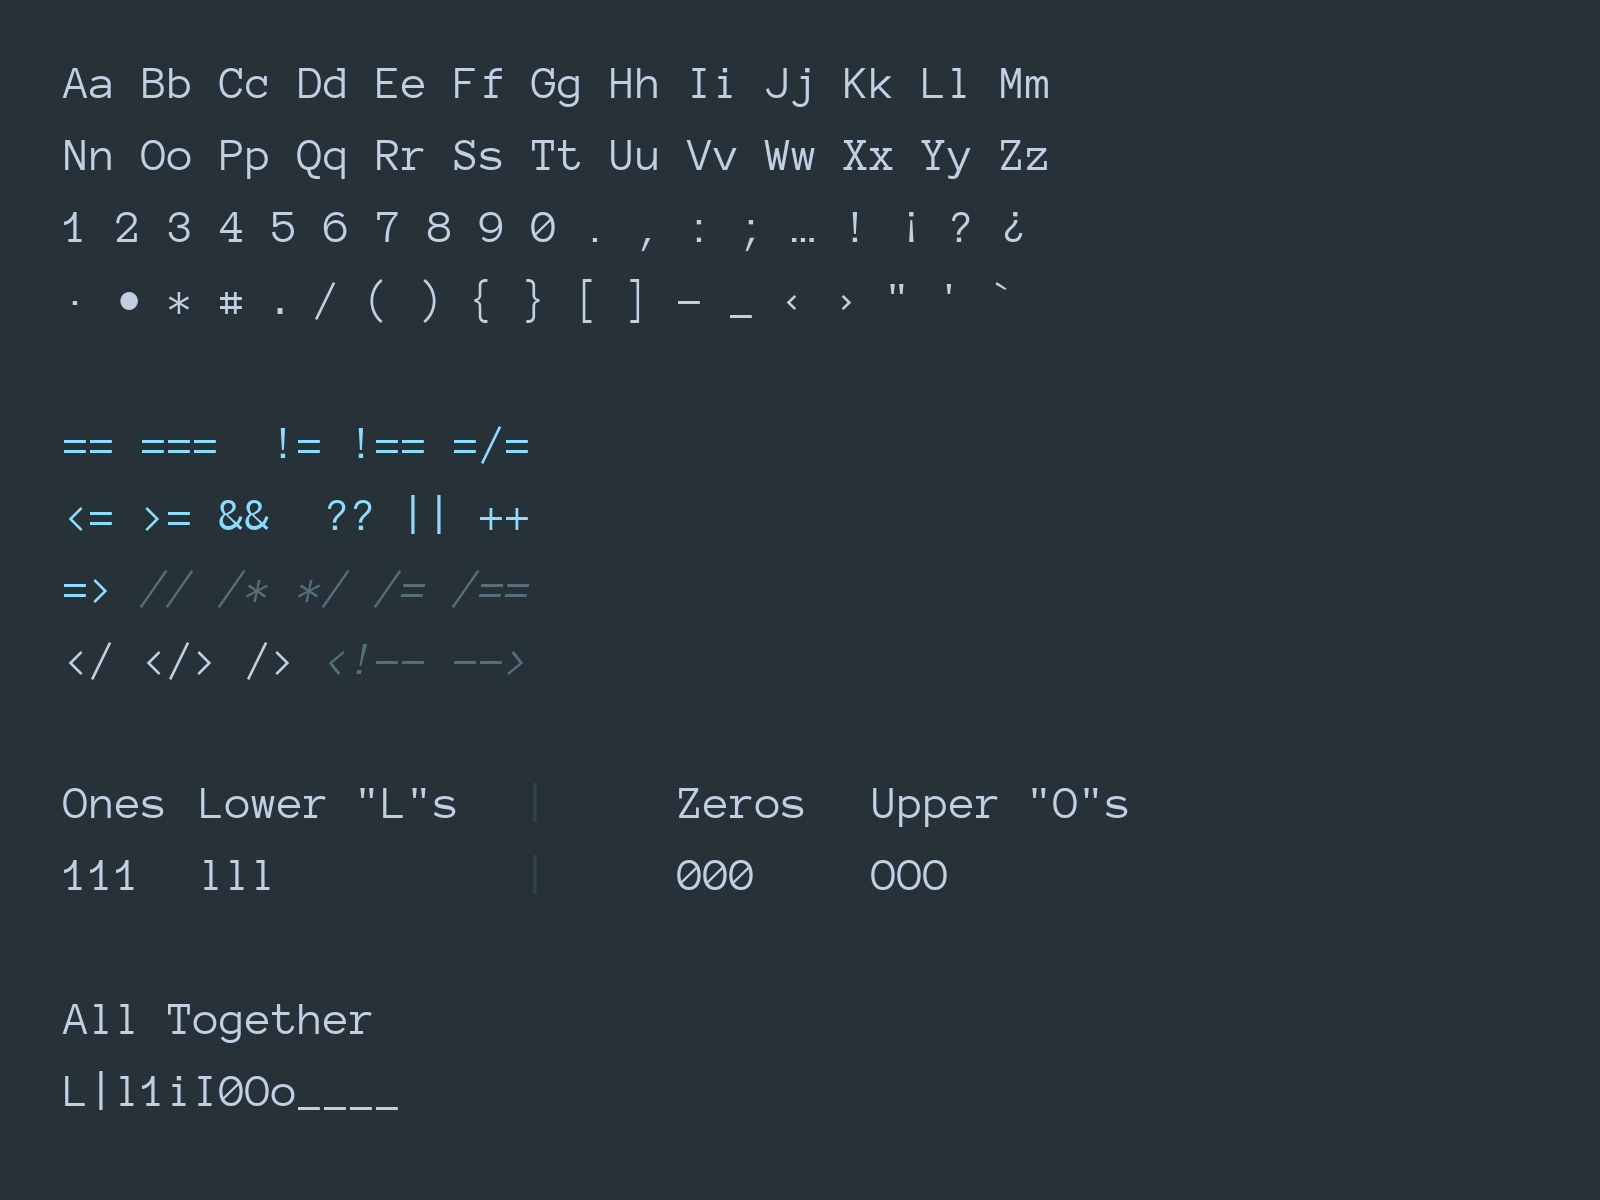 Aa Bb Cc Dd Ee Ff Gg Hh Ii Jj Kk Ll Mm
Nn Oo Pp Qq Rr Ss Tt Uu Vv Ww Xx Yy Zz
1 2 3 4 5 6 7 8 9 0 . , : ; … ! ¡ ? ¿
· ● * # . / ( ) { } [ ] – _ ‹ › " ' `
== ===  != !== =/=
<= >= &&  ?? || ++
=> // /* */ /= /==
</ </> /> <!-- -->
Ones Lower "L"s | Zeros Upper "O"s
111 lll | 000 OOO
All Together
L|l1iI0Oo____